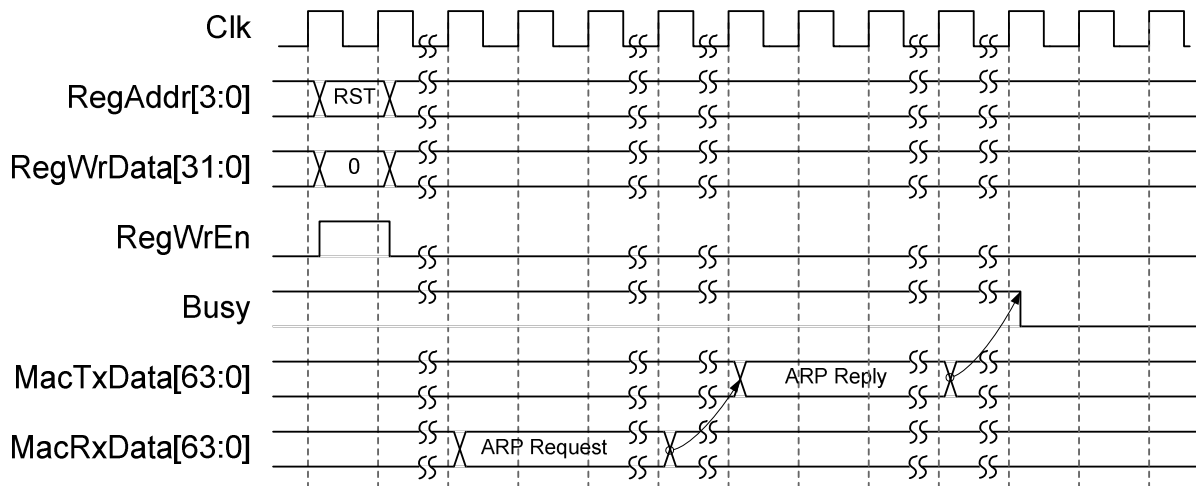 Clk
RegAddr[3:0] RST
RegWrData[31:0] 0
RegWrEn
Busy
MacTxData[63:0] ARP Reply
MacRxData[63:0] ARP Request